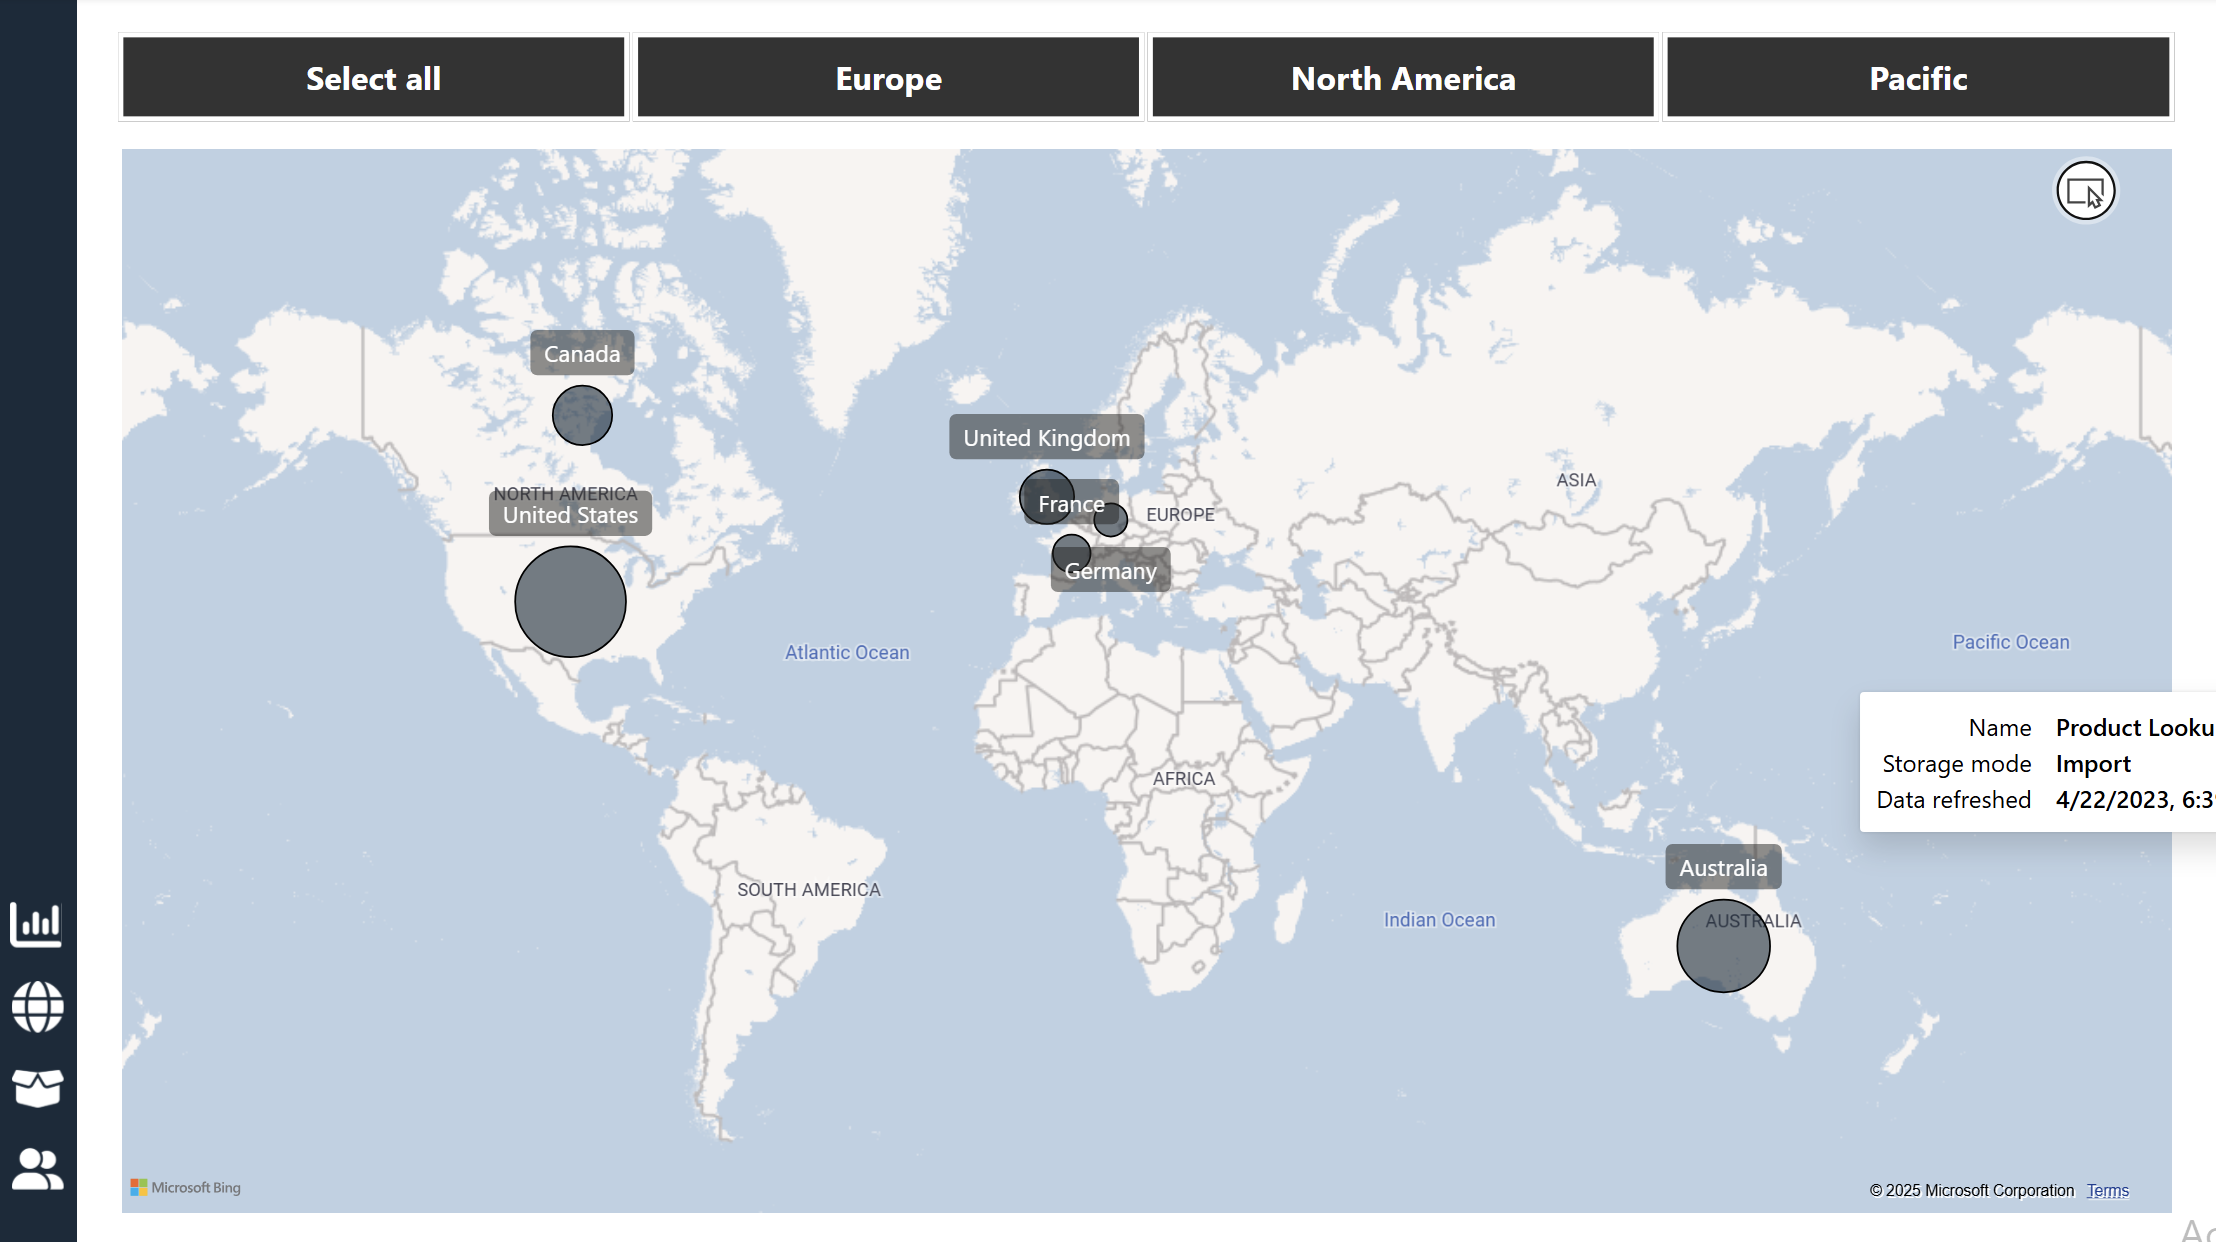 Select all
Europe
North America
Pacific
Canada
United Kingdom
NORTH AMERICA
United States
France
EUROPE
ASIA
Germany
Atlantic Ocean
Pacific Ocean
Name Product Looku
Storage mode Import
Data refreshed 4/22/2023, 6:3
AFRICA
Australia
SOUTH AMERICA
Indian Ocean
AUSTRALIA
Microsoft Bing
© 2025 Microsoft Corporation Terms